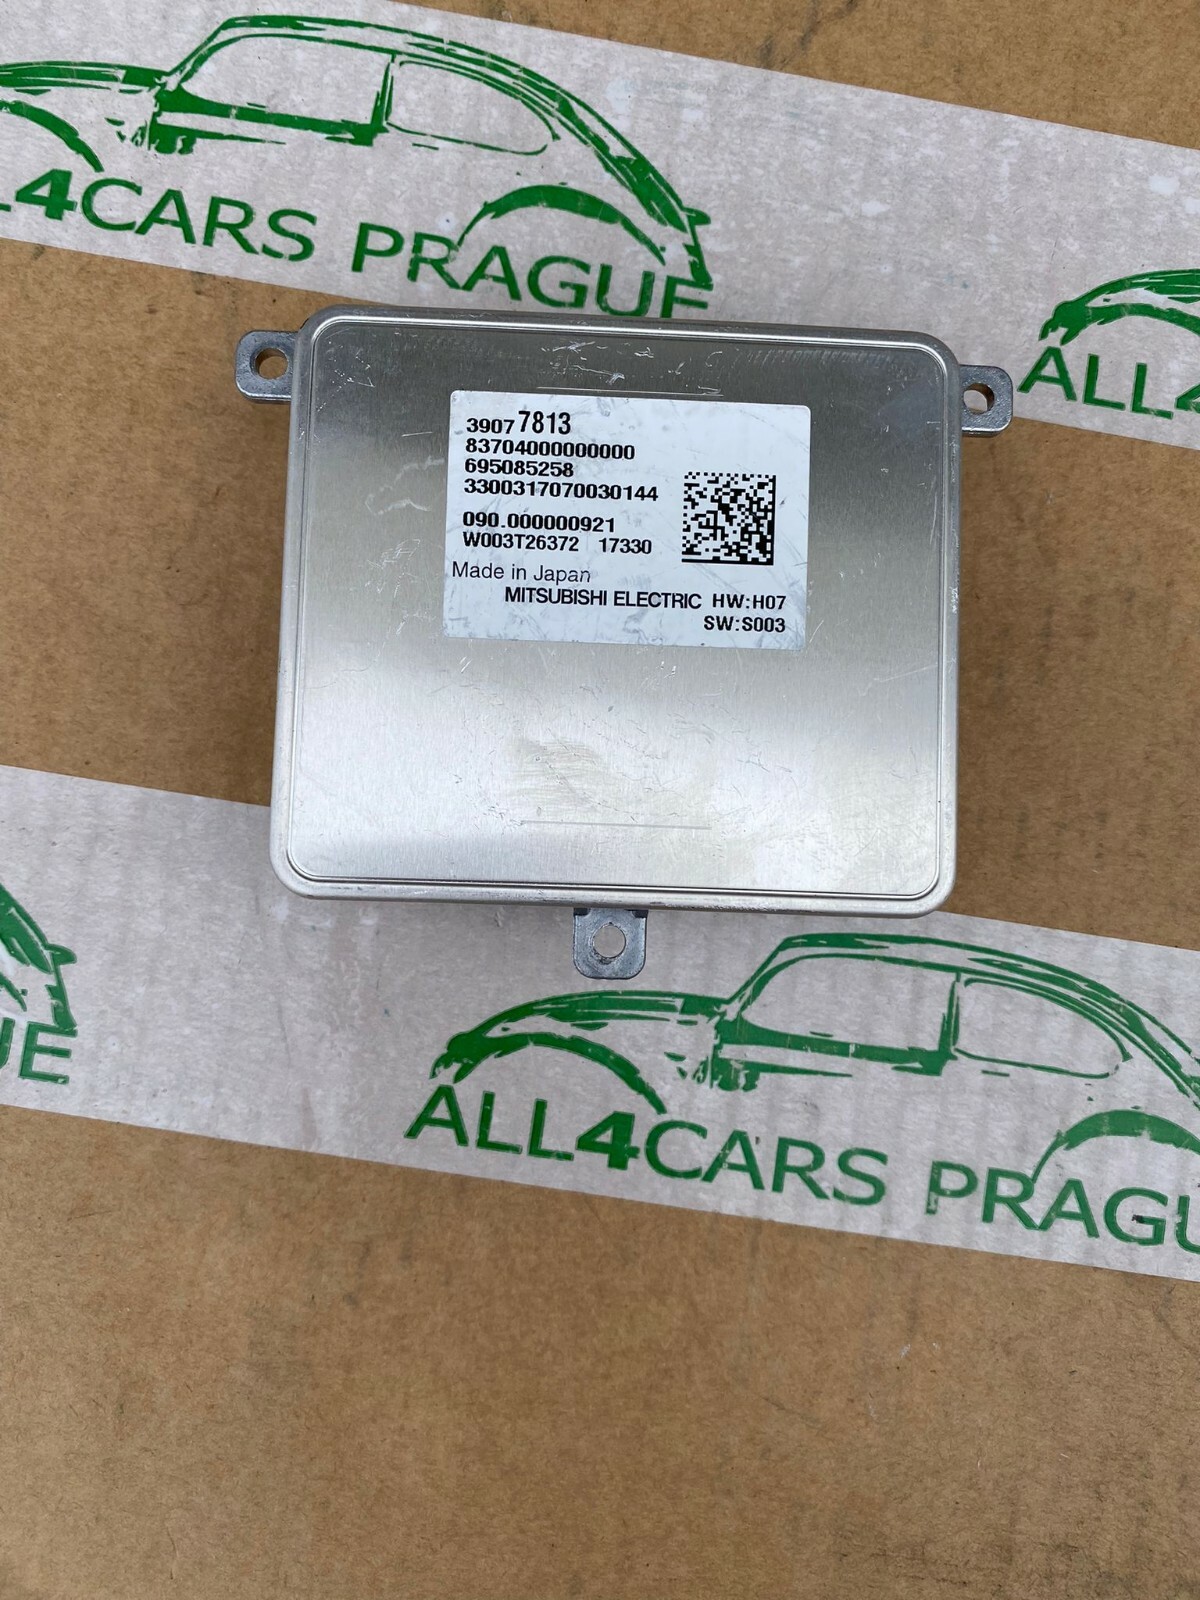 ALL4CARS PRAGUE
ALL4
39077813
83704000000000
695085258
3300317070030144
090.000000921
W003T26372 17330
Made in Japan
MITSUBISHI ELECTRIC HW:H07
SW:S003
UE
ALL4CARS PRAGU